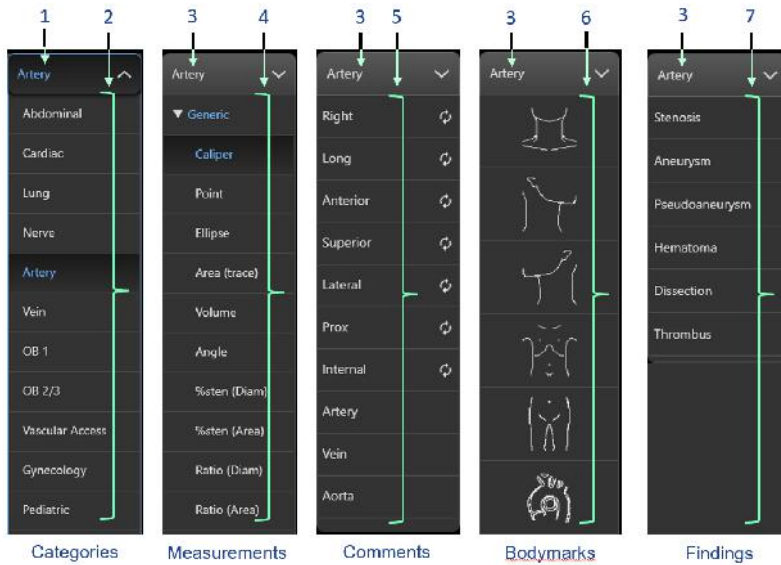 1 2 3 4 3 5 3 6 3 7
Artery
Abdominal
Cardiac
Lung
Nerve
Artery
Vein
OB 1
OB 2/3
Vascular Access
Gynecology
Pediatric
Categories
Artery
▼ Generic
Caliper
Point
Ellipse
Area (trace)
Volume
Angle
%sten (Diam)
%sten (Area)
Ratio (Diam)
Ratio (Area)
Measurements
Artery
Right
Long
Anterior
Superior
Lateral
Prox
Internal
Artery
Vein
Aorta
Comments
Artery
Bodymarks
Artery
Stenosis
Aneurysm
Pseudoaneurysm
Hematoma
Dissection
Thrombus
Findings